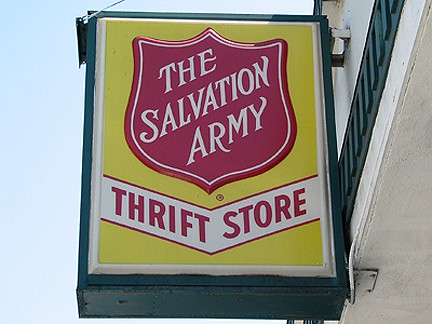 THE
SALVATION
ARMY
®
THRIFT STORE